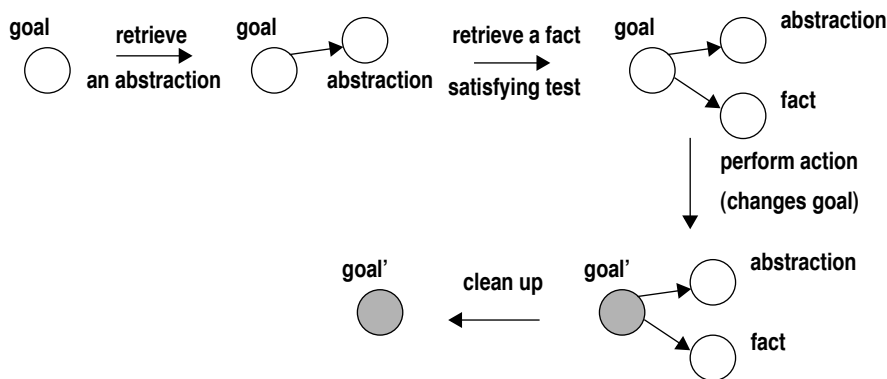 goal
retrieve
an abstraction
goal
abstraction
retrieve a fact
satisfying test
goal
abstraction
fact
perform action
(changes goal)
goal'
clean up
goal'
abstraction
fact